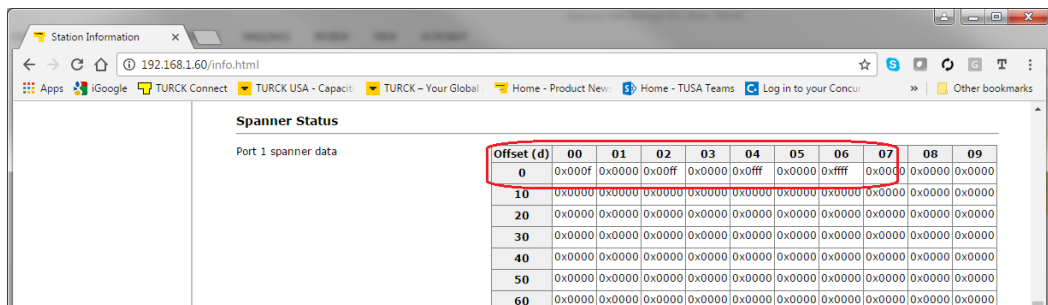 Station Information
192.168.1.60/info.html
Apps iGoogle TURCK Connect TURCK USA - Capaciti TURCK – Your Global Home - Product New Home - TUSA Teams Log in to your Concur » Other bookmarks
Spanner Status
Port 1 spanner data
Offset (d) 00 01 02 03 04 05 06 07 08 09
0 0x000f 0x0000 0x00ff 0x0000 0x0fff 0x0000 0xffff 0x0000 0x0000 0x0000
10 0x0000 0x0000 0x0000 0x0000 0x0000 0x0000 0x0000 0x0000 0x0000 0x0000
20 0x0000 0x0000 0x0000 0x0000 0x0000 0x0000 0x0000 0x0000 0x0000 0x0000
30 0x0000 0x0000 0x0000 0x0000 0x0000 0x0000 0x0000 0x0000 0x0000 0x0000
40 0x0000 0x0000 0x0000 0x0000 0x0000 0x0000 0x0000 0x0000 0x0000 0x0000
50 0x0000 0x0000 0x0000 0x0000 0x0000 0x0000 0x0000 0x0000 0x0000 0x0000
60 0x0000 0x0000 0x0000 0x0000 0x0000 0x0000 0x0000 0x0000 0x0000 0x0000